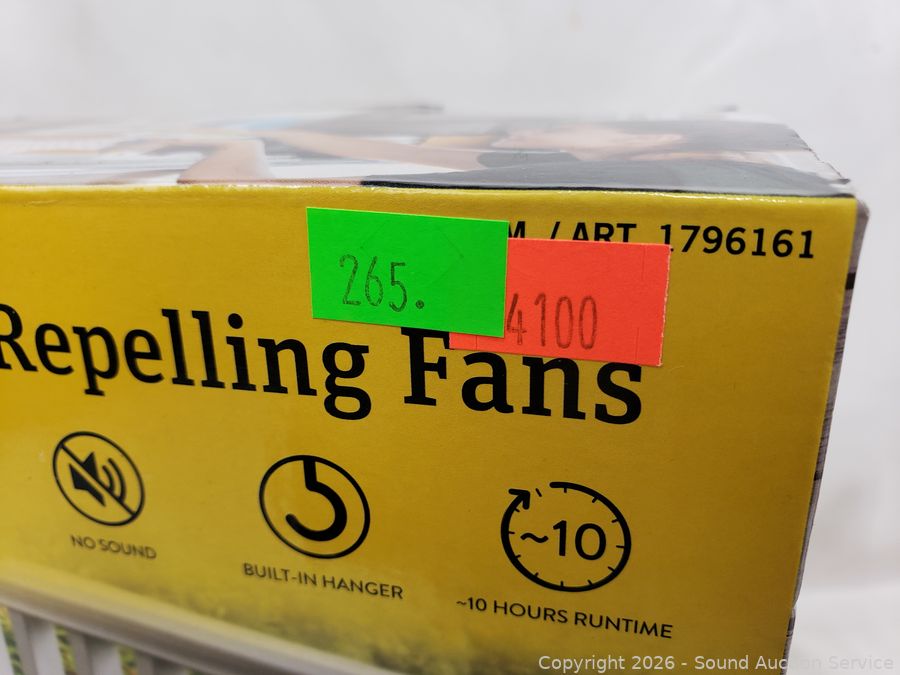 M. / ART. 1796161
265.
4100
Repelling Fans
NO SOUND
BUILT-IN HANGER
~10
~10 HOURS RUNTIME
Copyright © 2026 - Sound Auction Service